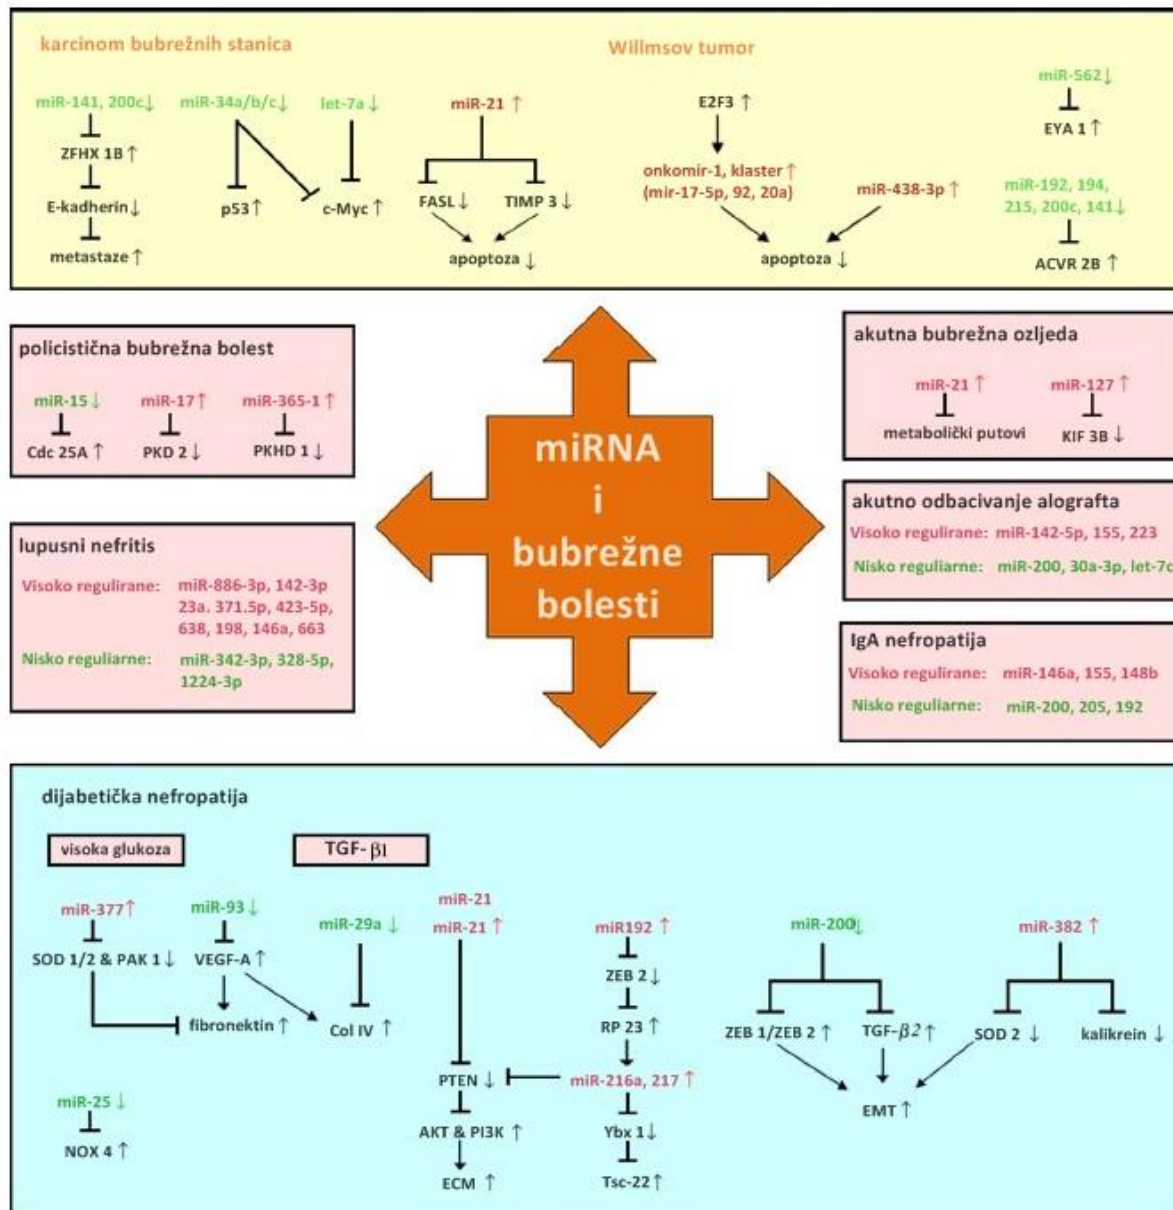 karcinom bubrežnih stanica
miR-141, 200c↓
ZFHX 1B ↑
E-kadherin↓
metastaze ↑
miR-34a/b/c↓
p53↑
let-7a ↓
c-Myc ↑
miR-21 ↑
FASL ↓
TIMP 3 ↓
apoptoza ↓
Willmsov tumor
E2F3 ↑
onkomir-1, klaster ↑
(mir-17-5p, 92, 20a)
miR-438-3p ↑
apoptoza ↓
miR-562↓
EYA 1 ↑
miR-192, 194,
215, 200c, 141↓
ACVR 2B ↑
policistična bubrežna bolest
miR-15 ↓
Cdc 25A ↑
miR-17 ↑
PKD 2 ↓
miR-365-1 ↑
PKHD 1 ↓
lupusni nefritis
Visoko regulirane: miR-886-3p, 142-3p
23a. 371.5p, 423-5p,
638, 198, 146a, 663
Nisko reguliarne: miR-342-3p, 328-5p,
1224-3p
miRNA
i
bubrežne
bolesti
akutna bubrežna ozljeda
miR-21 ↑
metabolički putovi
miR-127 ↑
KIF 3B ↓
akutno odbacivanje alografta
Visoko regulirane: miR-142-5p, 155, 223
Nisko reguliarne: miR-200, 30a-3p, let-7c
IgA nefropatija
Visoko regulirane: miR-146a, 155, 148b
Nisko reguliarne: miR-200, 205, 192
dijabetička nefropatija
visoka glukoza
TGF-β1
miR-377↑
SOD 1/2 & PAK 1↓
miR-93 ↓
VEGF-A ↑
fibronektin ↑
miR-29a ↓
Col IV ↑
miR-25 ↓
NOX 4 ↑
miR-21
miR-21 ↑
PTEN ↓
AKT & PI3K ↑
ECM ↑
miR192 ↑
ZEB 2 ↓
RP 23 ↑
miR-216a, 217 ↑
Ybx 1↓
Tsc-22↑
miR-200↓
ZEB 1/ZEB 2 ↑
TGF-β2↑
EMT ↑
miR-382 ↑
SOD 2 ↓
kalikrein ↓